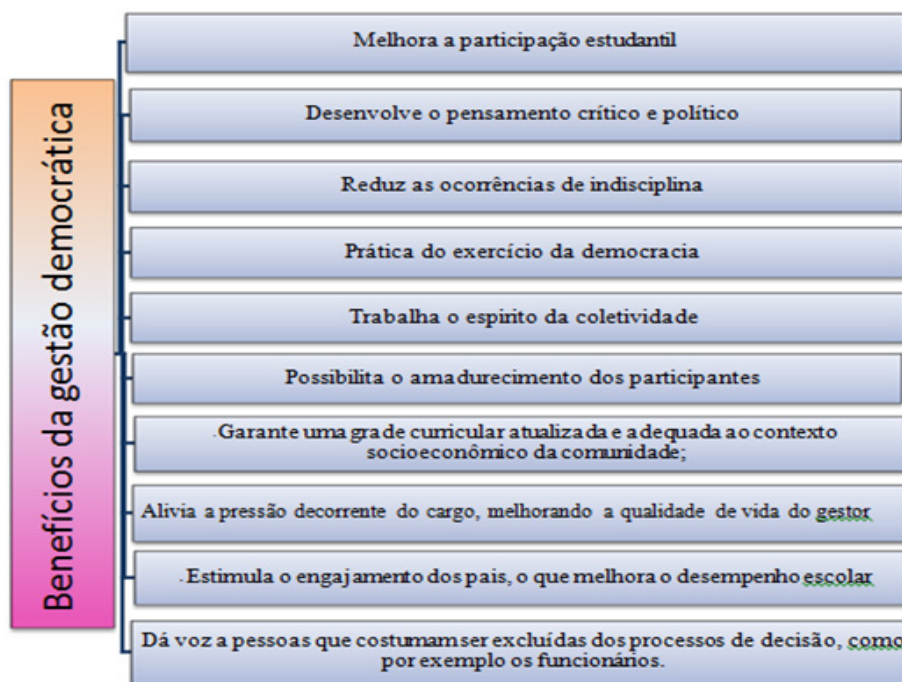 Benefícios da gestão democrática
Melhora a participação estudantil
Desenvolve o pensamento crítico e político
Reduz as ocorrências de indisciplina
Prática do exercício da democracia
Trabalha o espirito da coletividade
Possibilita o amadurecimento dos participantes
.Garante uma grade curricular atualizada e adequada ao contexto
socioeconômico da comunidade;
Alivia a pressão decorrente do cargo, melhorando a qualidade de vida do gestor
.Estimula o engajamento dos pais, o que melhora o desempenho escolar
Dá voz a pessoas que costumam ser excluídas dos processos de decisão, como
por exemplo os funcionários.